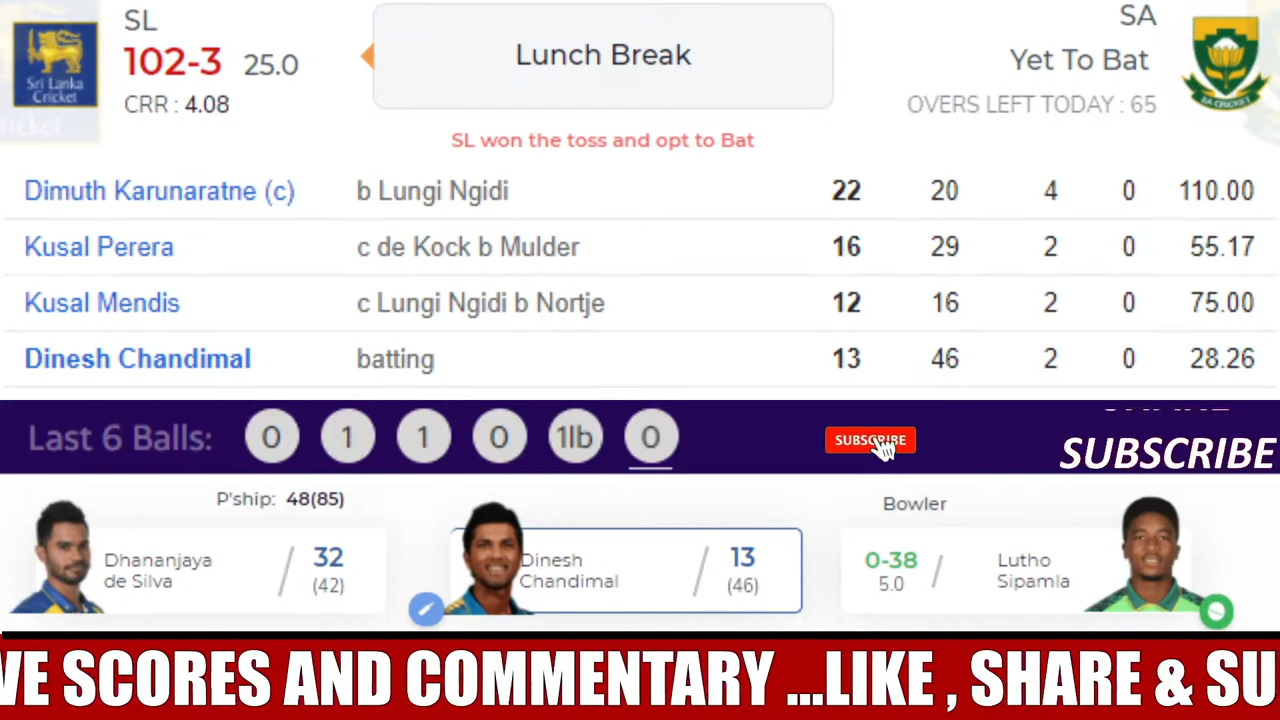 SL
102-3 25.0
CRR : 4.08
Sri Lanka
Cricket
Lunch Break
SA
Yet To Bat
OVERS LEFT TODAY : 65
SA CRICKET
SL won the toss and opt to Bat
Dimuth Karunaratne (c) b Lungi Ngidi 22 20 4 0 110.00
Kusal Perera c de Kock b Mulder 16 29 2 0 55.17
Kusal Mendis c Lungi Ngidi b Nortje 12 16 2 0 75.00
Dinesh Chandimal batting 13 46 2 0 28.26
Last 6 Balls: 0 1 1 0 1lb 0
SUBSCRIBE
SUBSCRIBE
P'ship: 48(85)
Dhananjaya
de Silva
32
(42)
Dinesh
Chandimal
13
(46)
Bowler
0-38
5.0
Lutho
Sipamla
VE SCORES AND COMMENTARY ...LIKE , SHARE & SU